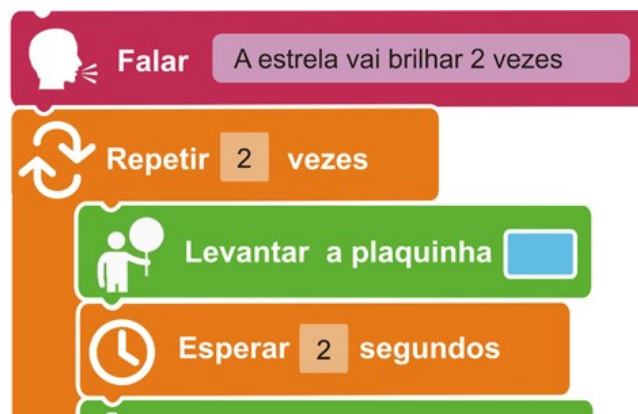 Falar A estrela vai brilhar 2 vezes
Repetir 2 vezes
Levantar a plaquinha
Esperar 2 segundos